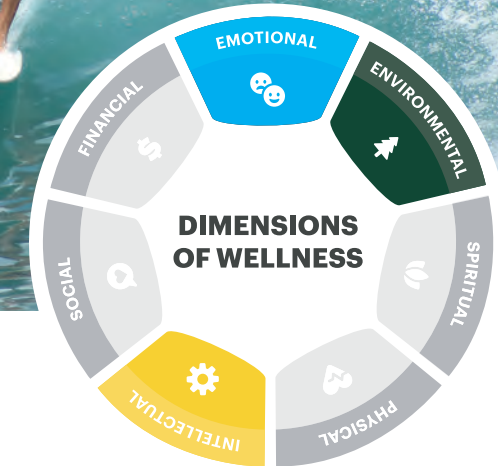 DIMENSIONS
OF WELLNESS
EMOTIONAL
ENVIRONMENTAL
SPIRITUAL
PHYSICAL
INTELLECTUAL
SOCIAL
FINANCIAL
$